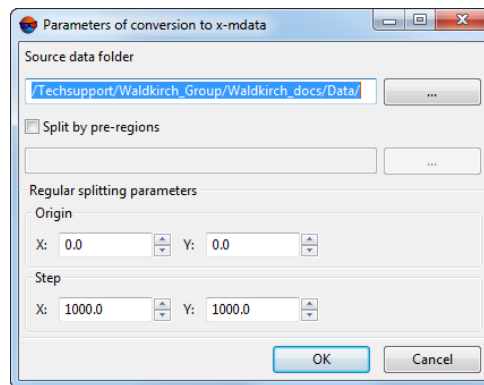 Parameters of conversion to x-mdata
Source data folder
/Techsupport/Waldkirch_Group/Waldkirch_docs/Data/
...
Split by pre-regions
...
Regular splitting parameters
Origin
X: 0.0 Y: 0.0
Step
X: 1000.0 Y: 1000.0
OK Cancel